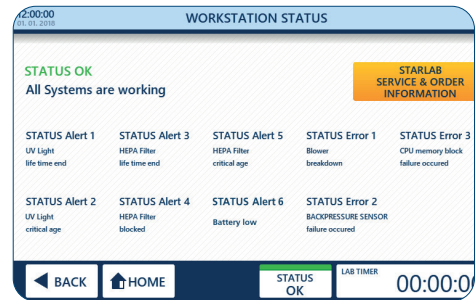 12:00:00
01. 01. 2018
WORKSTATION STATUS
STATUS OK
All Systems are working
STARLAB
SERVICE & ORDER
INFORMATION
STATUS Alert 1
UV Light
life time end
STATUS Alert 3
HEPA Filter
life time end
STATUS Alert 5
HEPA Filter
critical age
STATUS Error 1
Blower
breakdown
STATUS Error 3
CPU memory block
failure occured
STATUS Alert 2
UV Light
critical age
STATUS Alert 4
HEPA Filter
blocked
STATUS Alert 6
Battery low
STATUS Error 2
BACKPRESSURE SENSOR
failure occured
BACK
HOME
STATUS
OK
LAB TIMER
00:00:00